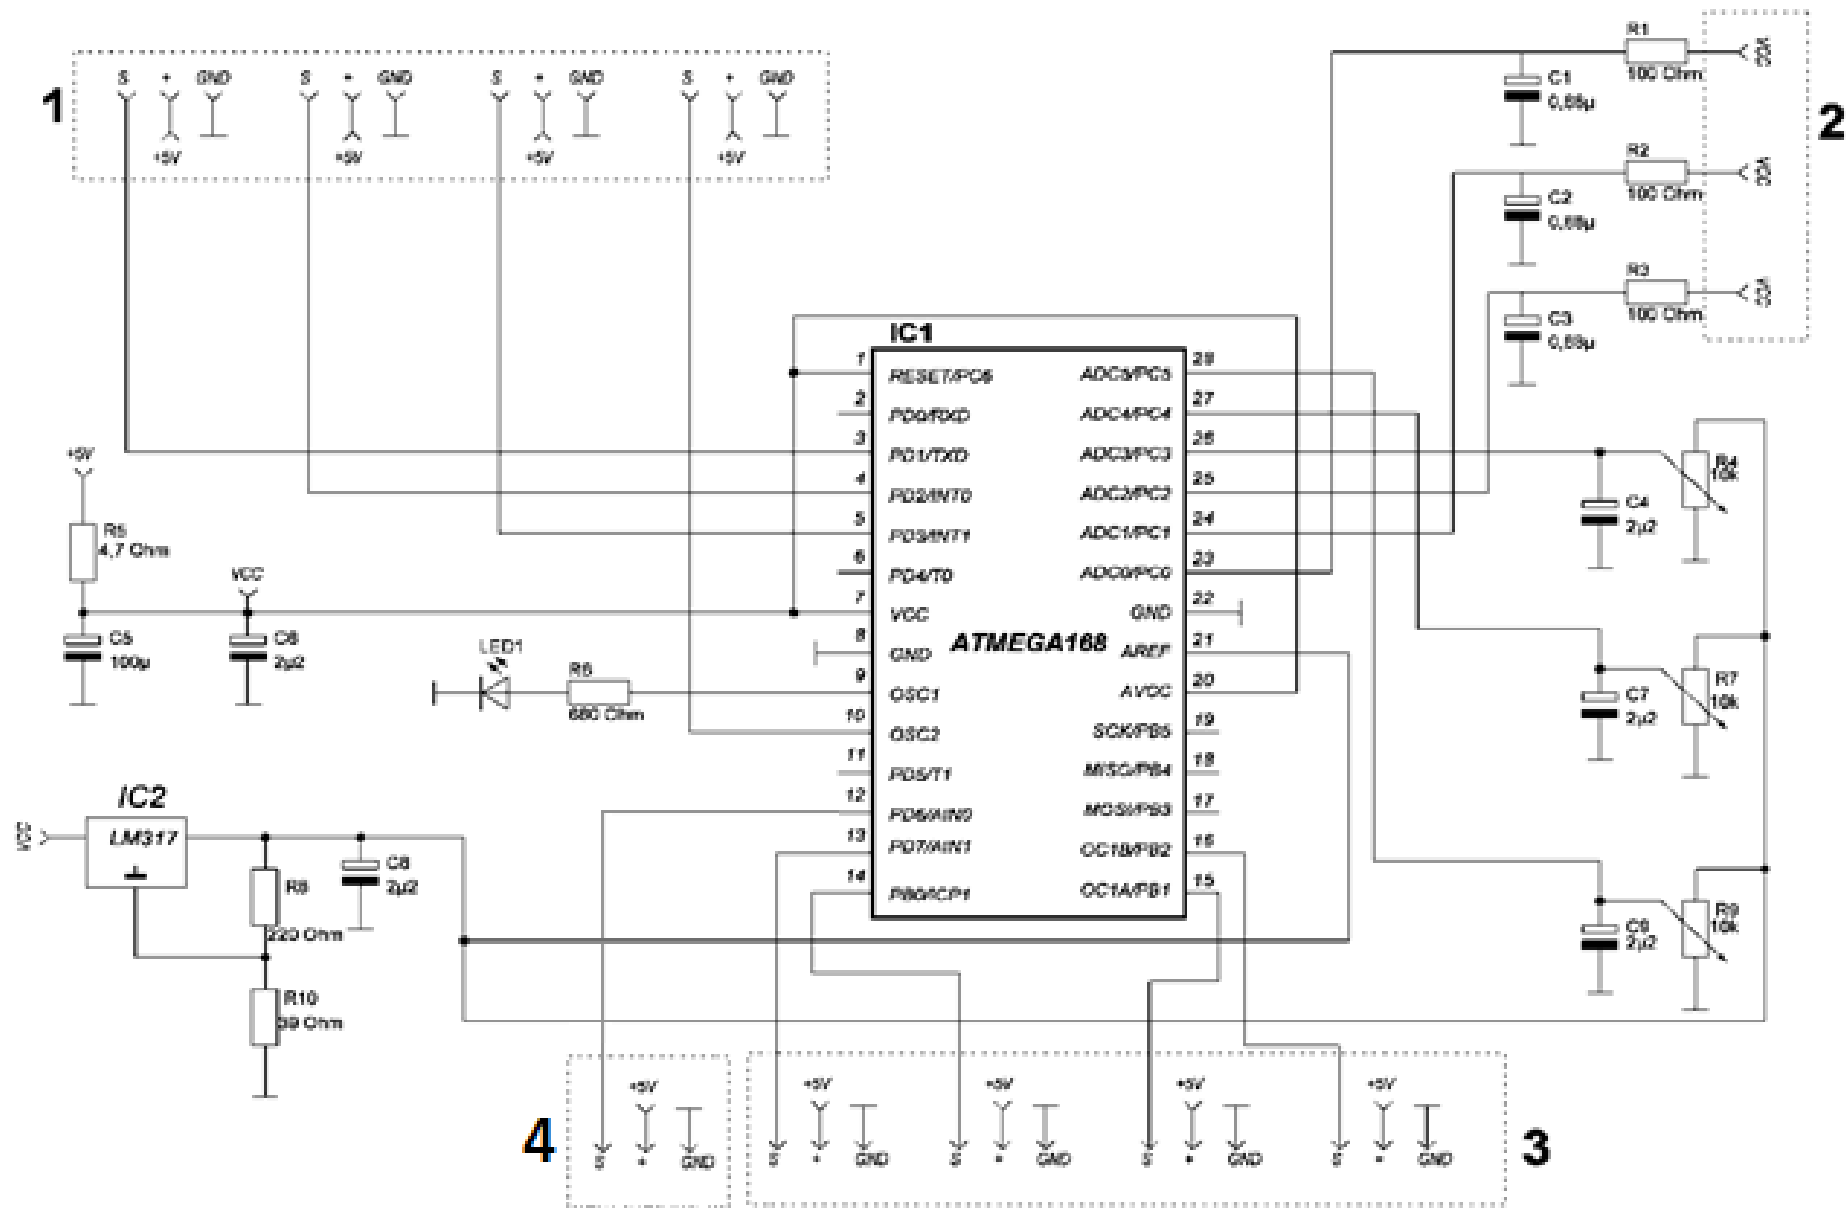 1
S + GND S + GND S + GND S + GND
+5V +5V +5V +5V
R1
100 Ohm
C1
0,68µ
2
R2
100 Ohm
C2
0,68µ
R3
100 Ohm
C3
0,68µ
IC1
ATMEGA168
1 RESET/PC6
2 PD0/RXD
3 PD1/TXD
4 PD2/INT0
5 PD3/INT1
6 PD4/T0
7 VCC
8 GND
9 OSC1
10 OSC2
11 PD5/T1
12 PD6/AIN0
13 PD7/AIN1
14 PB0/ICP1
ADC5/PC5 28
ADC4/PC4 27
ADC3/PC3 26
ADC2/PC2 25
ADC1/PC1 24
ADC0/PC0 23
GND 22
AREF 21
AVCC 20
SCK/PB5 19
MISO/PB4 18
MOSI/PB3 17
OC1B/PB2 16
OC1A/PB1 15
+5V
R5
4,7 Ohm
VCC
C5
100µ
C6
2µ2
LED1
R6
680 Ohm
R4
10k
C4
2µ2
R7
10k
C7
2µ2
R9
10k
C9
2µ2
IC2
VCC
LM317
R8
220 Ohm
C8
2µ2
R10
39 Ohm
4
+5V
S + GND
+5V +5V +5V +5V
S + GND S + GND S + GND S + GND
3